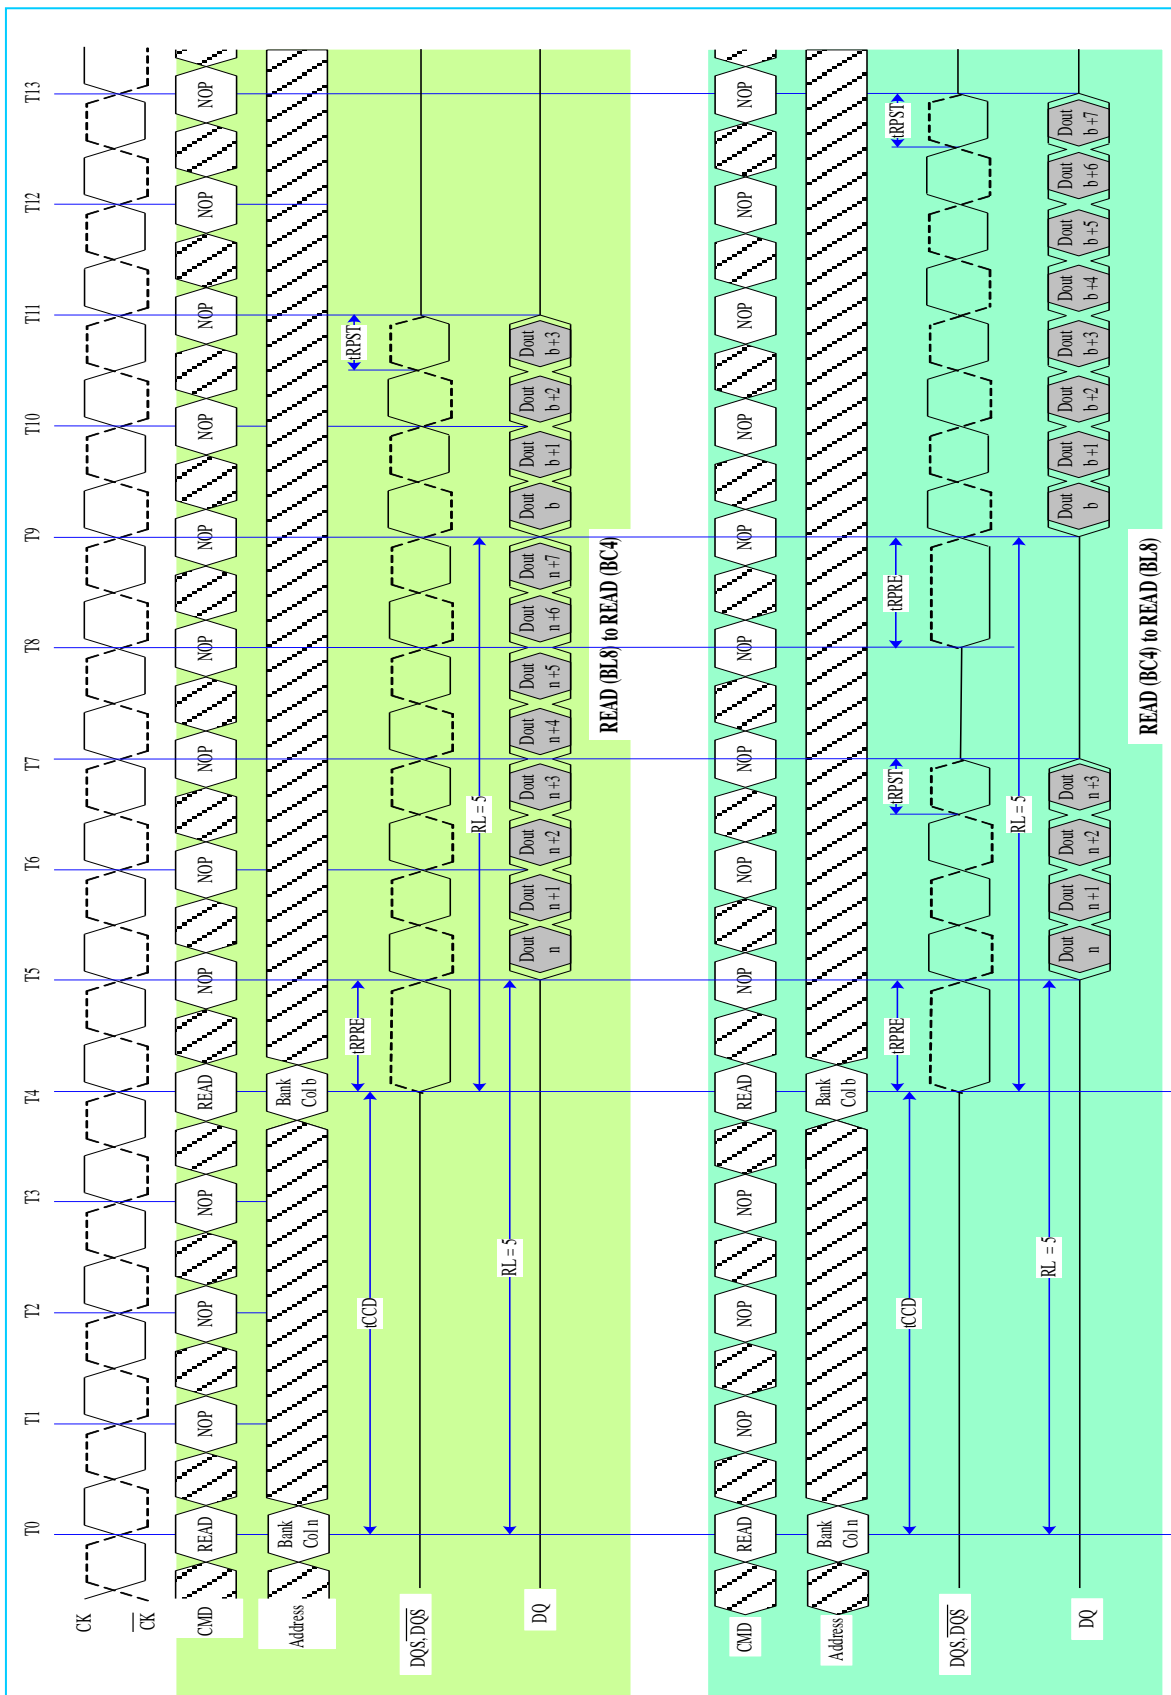 T0 T1 T2 T3 T4 T5 T6 T7 T8 T9 T10 T11 T12 T13
CK
CK
CMD READ NOP NOP NOP READ NOP NOP NOP NOP NOP NOP NOP NOP NOP
Address Bank Col n Bank Col b
tCCD tRPRE tRPST
DQS, DQS
RL = 5
RL = 5
DQ Dout n Dout n+1 Dout n+2 Dout n+3 Dout n+4 Dout n+5 Dout n+6 Dout n+7 Dout b Dout b+1 Dout b+2 Dout b+3
READ (BL8) to READ (BC4)
CMD READ NOP NOP NOP READ NOP NOP NOP NOP NOP NOP NOP NOP NOP
Address Bank Col n Bank Col b
tCCD tRPRE tRPST tRPRE tRPST
DQS, DQS
RL = 5
RL = 5
DQ Dout n Dout n+1 Dout n+2 Dout n+3 Dout b Dout b+1 Dout b+2 Dout b+3 Dout b+4 Dout b+5 Dout b+6 Dout b+7
READ (BC4) to READ (BL8)